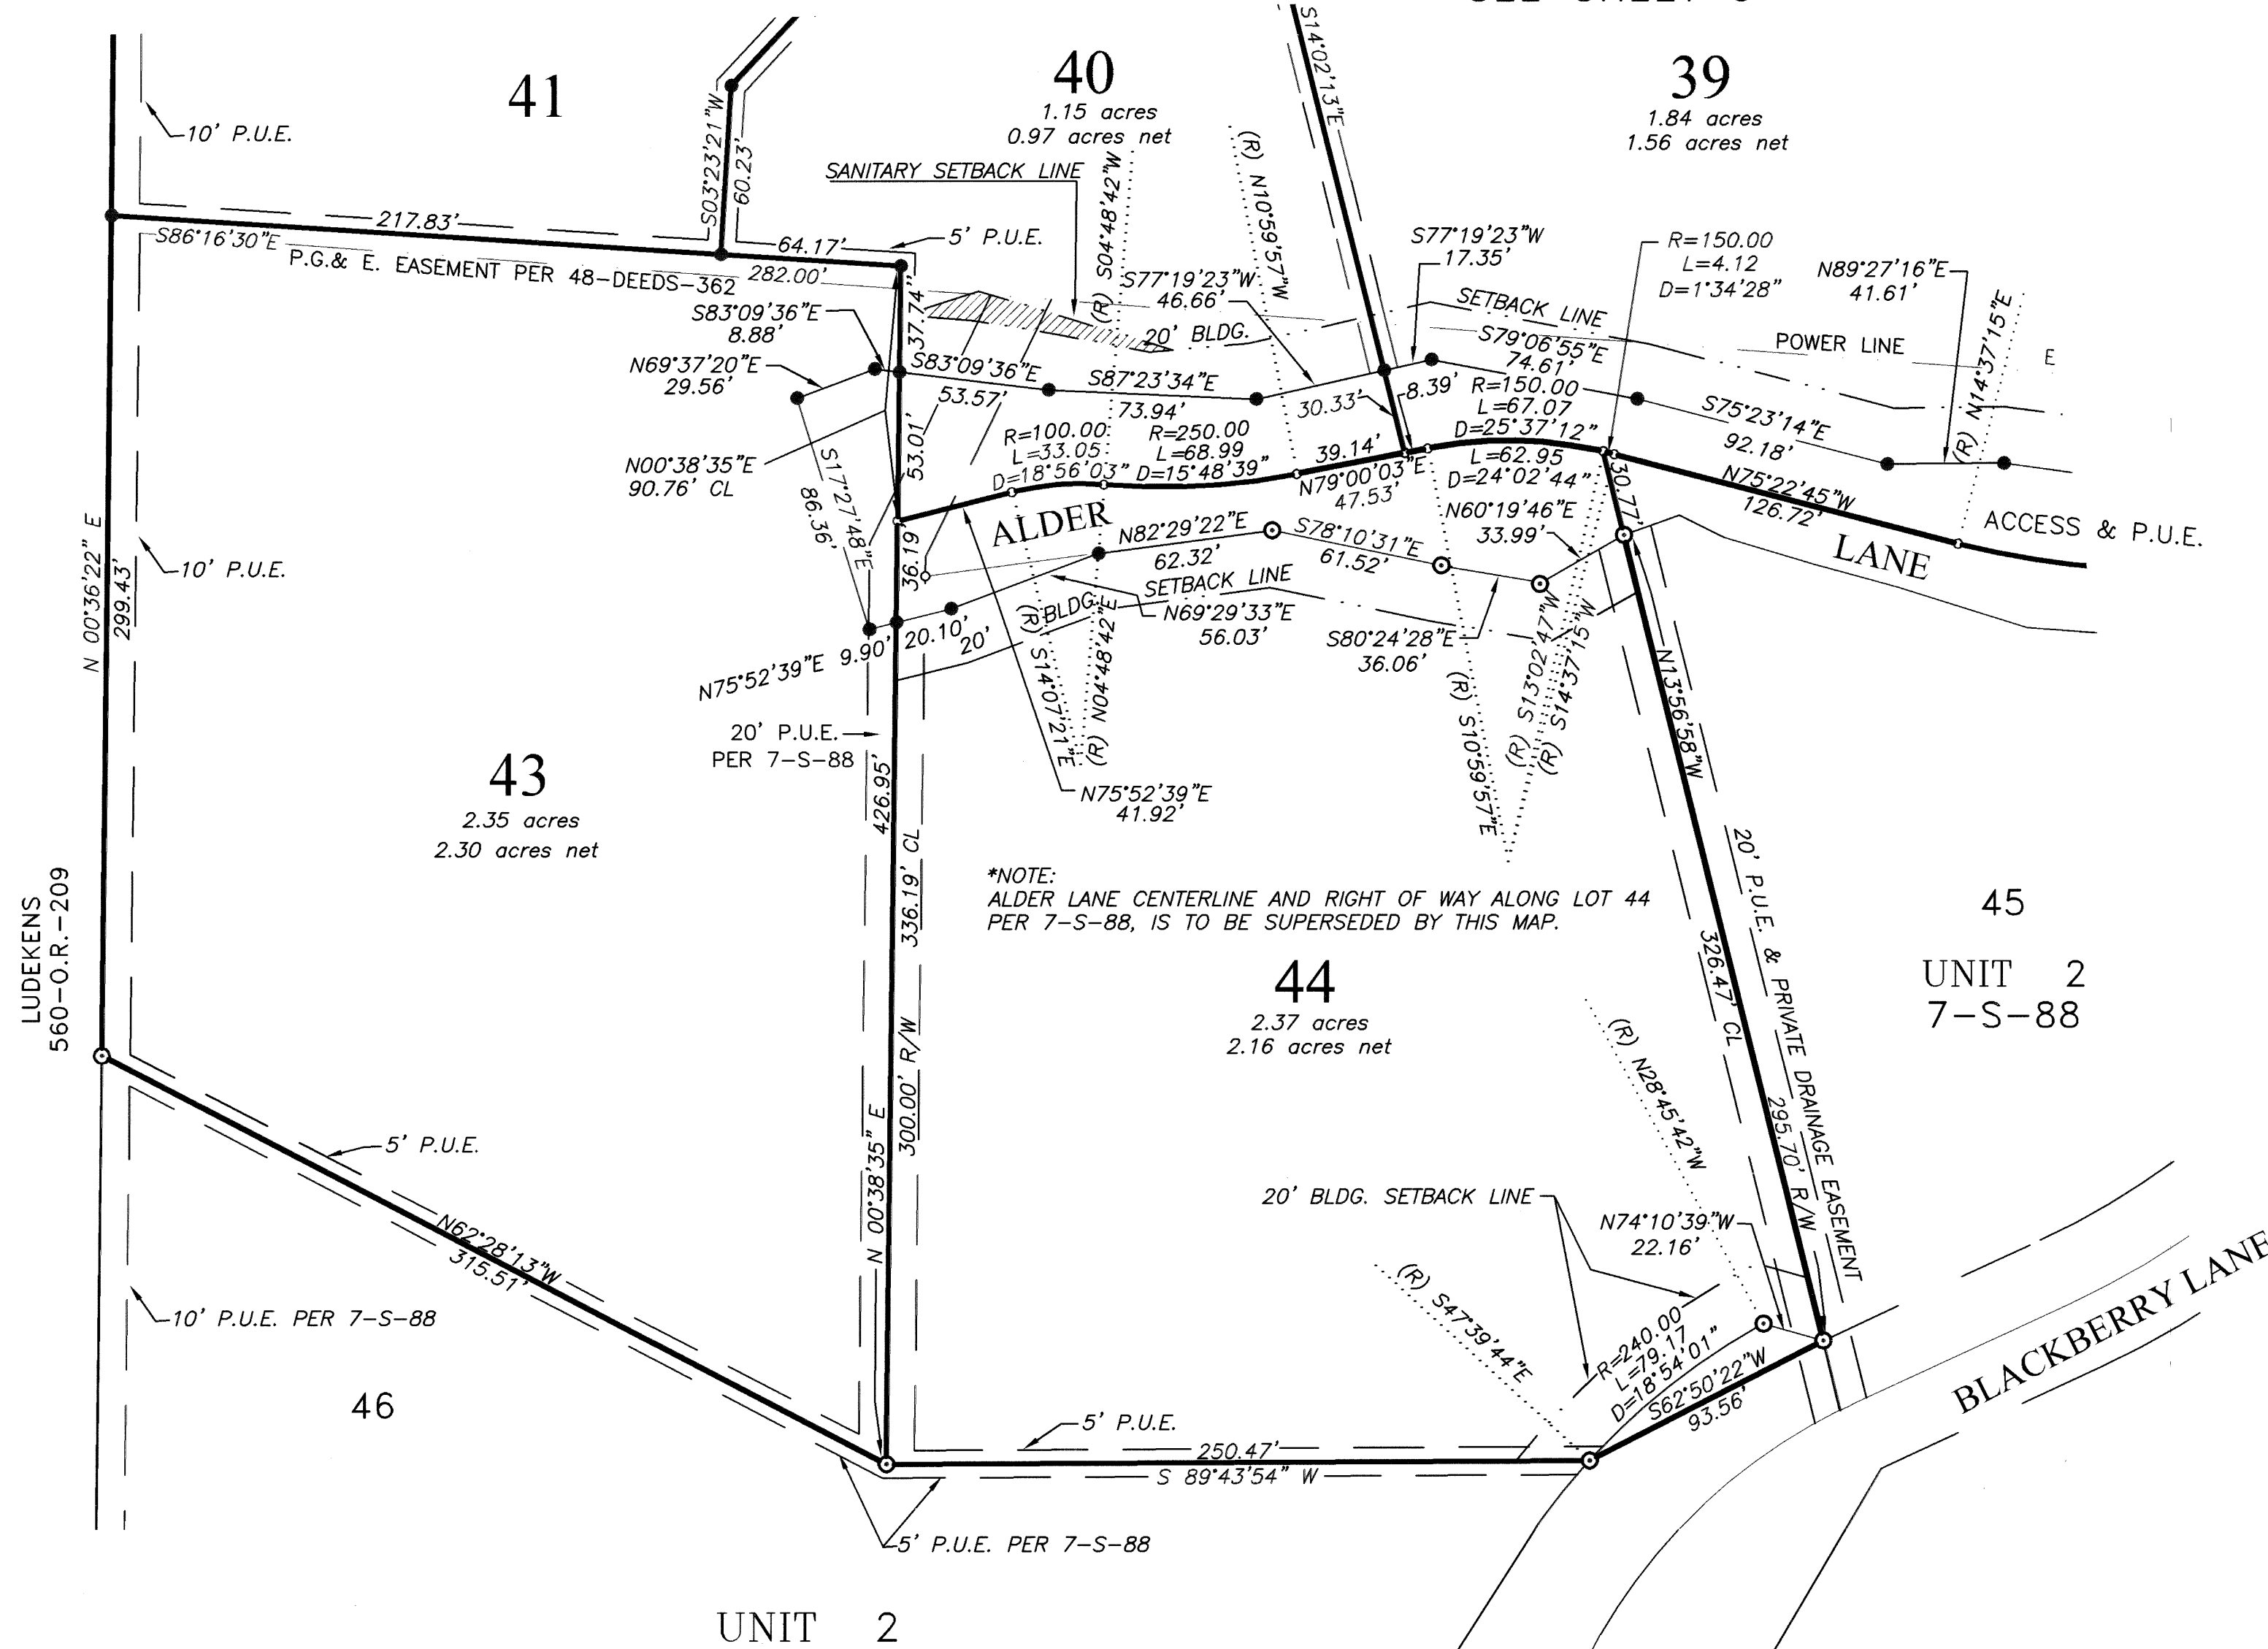 41
40
1.15 acres
0.97 acres net
39
1.84 acres
1.56 acres net
S14°02'13"E
10' P.U.E.
S03°23'21"W
60.23'
SANITARY SETBACK LINE
(R) S04°48'42"W
(R) N10°59'57"W
217.83'
S86°16'30"E
P.G.& E. EASEMENT PER 48-DEEDS-362
64.17'
282.00'
5' P.U.E.
S77°19'23"W
46.66'
S77°19'23"W
17.35'
R=150.00
L=4.12
D=1°34'28"
N89°27'16"E
41.61'
SETBACK LINE
20' BLDG.
POWER LINE
E
(R) N14°37'15"E
S83°09'36"E
8.88'
37.74'
N69°37'20"E
29.56'
S83°09'36"E
53.57'
S87°23'34"E
73.94'
30.33'
8.39'
S79°06'55"E
74.61'
R=150.00
L=67.07
D=25°37'12"
S75°23'14"E
92.18'
N00°38'35"E
90.76' CL
53.01'
R=100.00
L=33.05
D=18°56'03"
R=250.00
L=68.99
D=15°48'39"
39.14'
N79°00'03"E
47.53'
L=62.95
D=24°02'44"
N75°22'45"W
126.72'
S17°27'48"E
86.36'
36.19
ALDER
LANE
ACCESS & P.U.E.
N82°29'22"E
62.32'
S78°10'31"E
61.52'
N60°19'46"E
33.99'
30.77'
10' P.U.E.
N 00°36'22" E
299.43'
N75°52'39"E 9.90'
20.10'
20'
BLDG.
SETBACK LINE
N69°29'33"E
56.03'
S80°24'28"E
36.06'
(R) S14°07'21"E
(R) N04°48'42"E
(R) S10°59'57"E
(R) S13°02'47"W
(R) S14°37'15"W
N13°56'58"W
20' P.U.E.
PER 7-S-88
43
2.35 acres
2.30 acres net
426.95'
336.19' CL
N75°52'39"E
41.92'
*NOTE:
ALDER LANE CENTERLINE AND RIGHT OF WAY ALONG LOT 44
PER 7-S-88, IS TO BE SUPERSEDED BY THIS MAP.
20' P.U.E. & PRIVATE DRAINAGE EASEMENT
45
UNIT 2
7-S-88
LUDEKENS
560-O.R.-209
44
2.37 acres
2.16 acres net
326.47' CL
300.00' R/W
N 00°38'35" E
(R) N28°45'42"W
295.70' R/W
5' P.U.E.
N62°28'13"W
315.51'
20' BLDG. SETBACK LINE
N74°10'39"W
22.16'
(R) S47°39'44"E
R=240.00
L=79.17
D=18°54'01"
S62°50'22"W
93.56'
BLACKBERRY LANE
10' P.U.E. PER 7-S-88
46
5' P.U.E.
250.47'
S 89°43'54" W
5' P.U.E. PER 7-S-88
UNIT 2